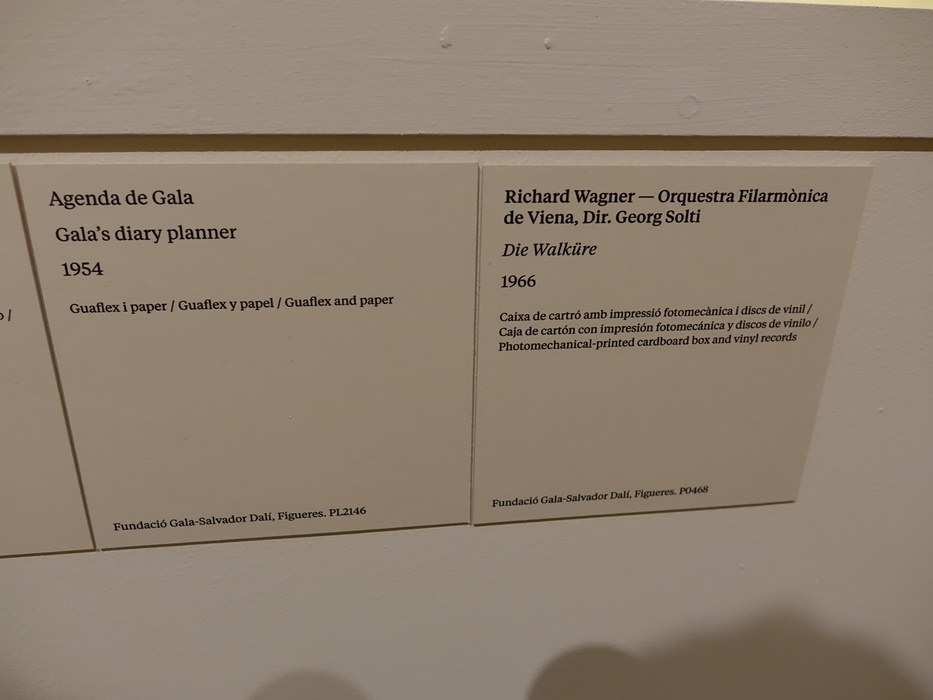 Agenda de Gala
Gala's diary planner
1954
Guaflex i paper / Guaflex y papel / Guaflex and paper
Fundació Gala-Salvador Dalí, Figueres. PL2146
Richard Wagner — Orquestra Filarmònica
de Viena, Dir. Georg Solti
Die Walküre
1966
Caixa de cartró amb impressió fotomecànica i discs de vinil /
Caja de cartón con impresión fotomecánica y discos de vinilo /
Photomechanical-printed cardboard box and vinyl records
Fundació Gala-Salvador Dalí, Figueres. P0468